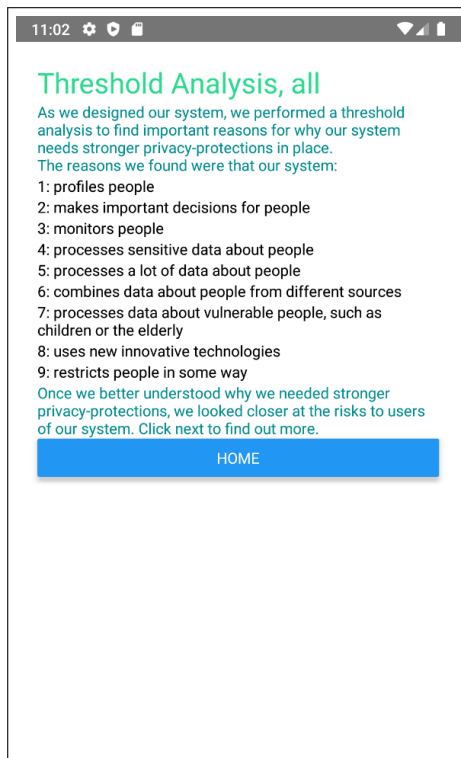 11:02
Threshold Analysis, all
As we designed our system, we performed a threshold
analysis to find important reasons for why our system
needs stronger privacy-protections in place.
The reasons we found were that our system:
1: profiles people
2: makes important decisions for people
3: monitors people
4: processes sensitive data about people
5: processes a lot of data about people
6: combines data about people from different sources
7: processes data about vulnerable people, such as
children or the elderly
8: uses new innovative technologies
9: restricts people in some way
Once we better understood why we needed stronger
privacy-protections, we looked closer at the risks to users
of our system. Click next to find out more.
HOME